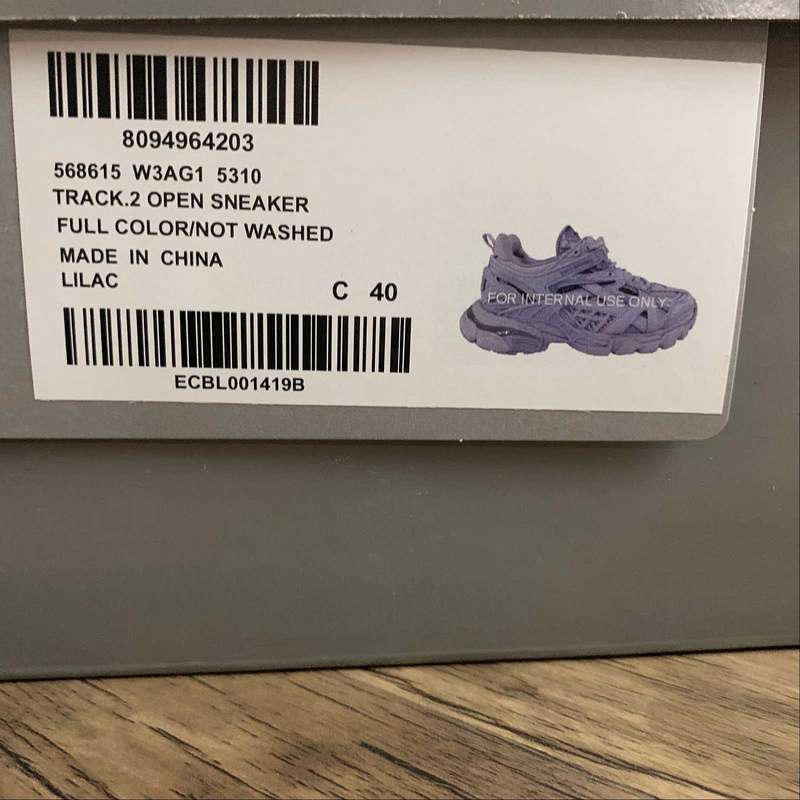 8094964203
568615 W3AG1 5310
TRACK.2 OPEN SNEAKER
FULL COLOR/NOT WASHED
MADE IN CHINA
LILAC
C 40
FOR INTERNAL USE ONLY
ECBL001419B